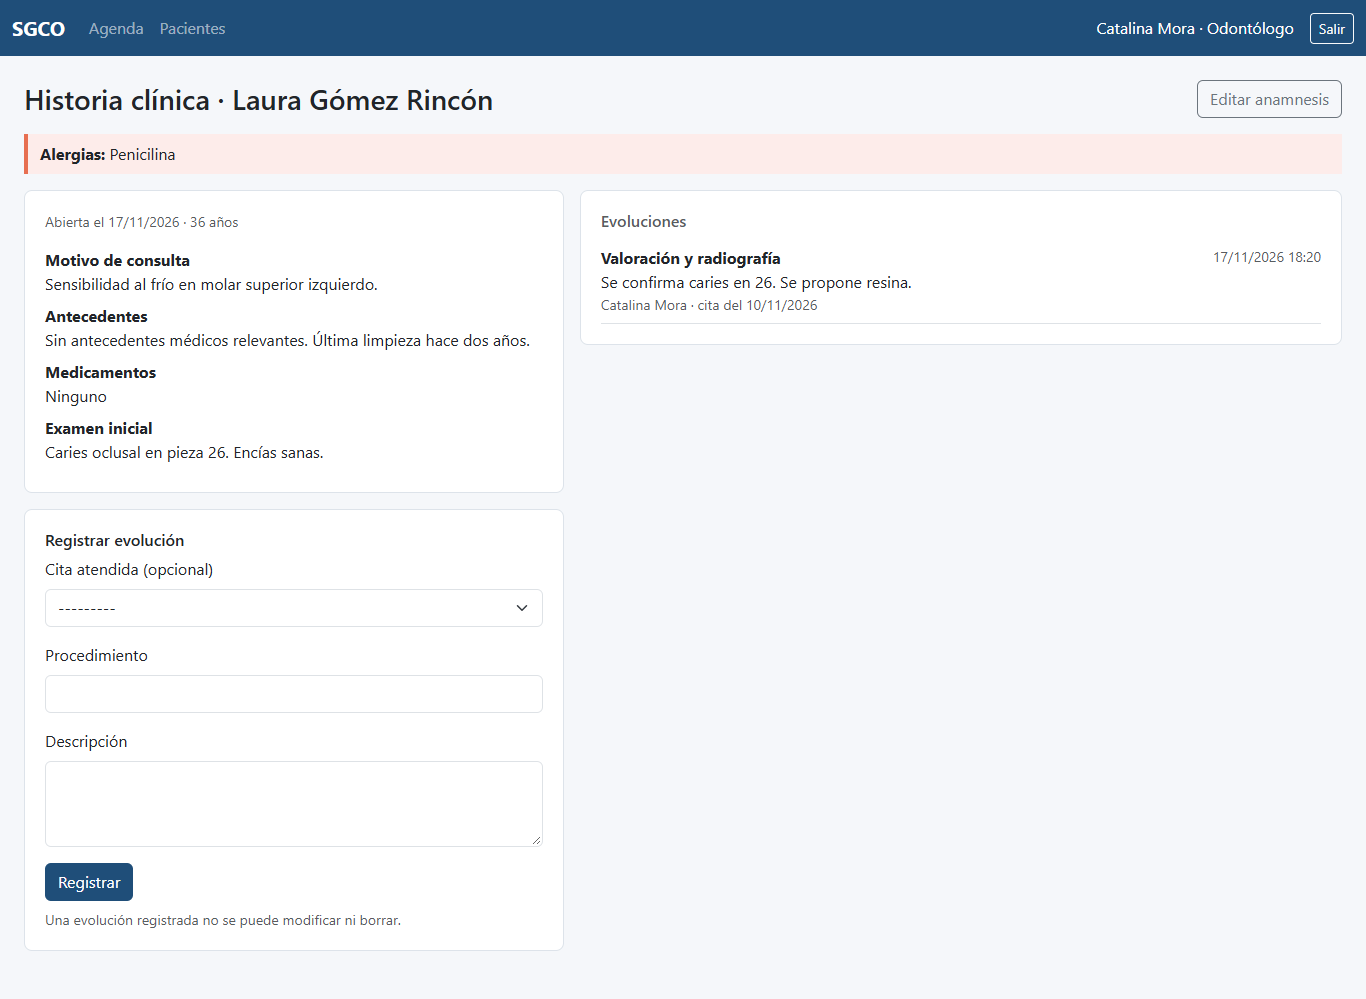 SGCO Agenda Pacientes Catalina Mora · Odontólogo Salir
Historia clínica · Laura Gómez Rincón
Editar anamnesis
Alergias: Penicilina
Abierta el 17/11/2026 · 36 años
Motivo de consulta
Sensibilidad al frío en molar superior izquierdo.
Antecedentes
Sin antecedentes médicos relevantes. Última limpieza hace dos años.
Medicamentos
Ninguno
Examen inicial
Caries oclusal en pieza 26. Encías sanas.
Registrar evolución
Cita atendida (opcional)
---------
Procedimiento
Descripción
Registrar
Una evolución registrada no se puede modificar ni borrar.
Evoluciones
Valoración y radiografía 17/11/2026 18:20
Se confirma caries en 26. Se propone resina.
Catalina Mora · cita del 10/11/2026